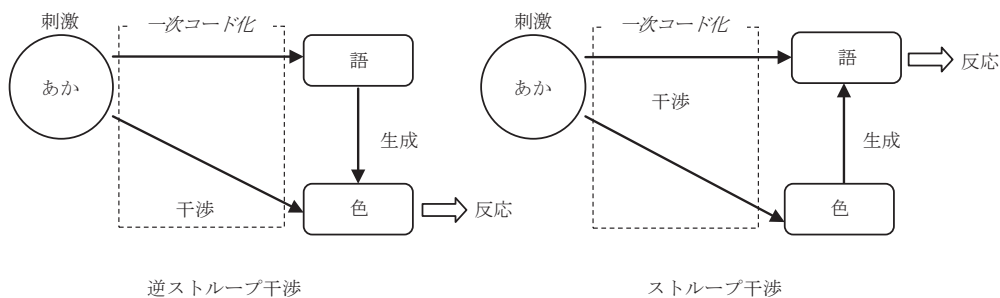 刺激
一次コード化
あか
語
生成
干渉
色
反応
逆ストループ干渉
刺激
一次コード化
あか
語
反応
干渉
生成
色
ストループ干渉